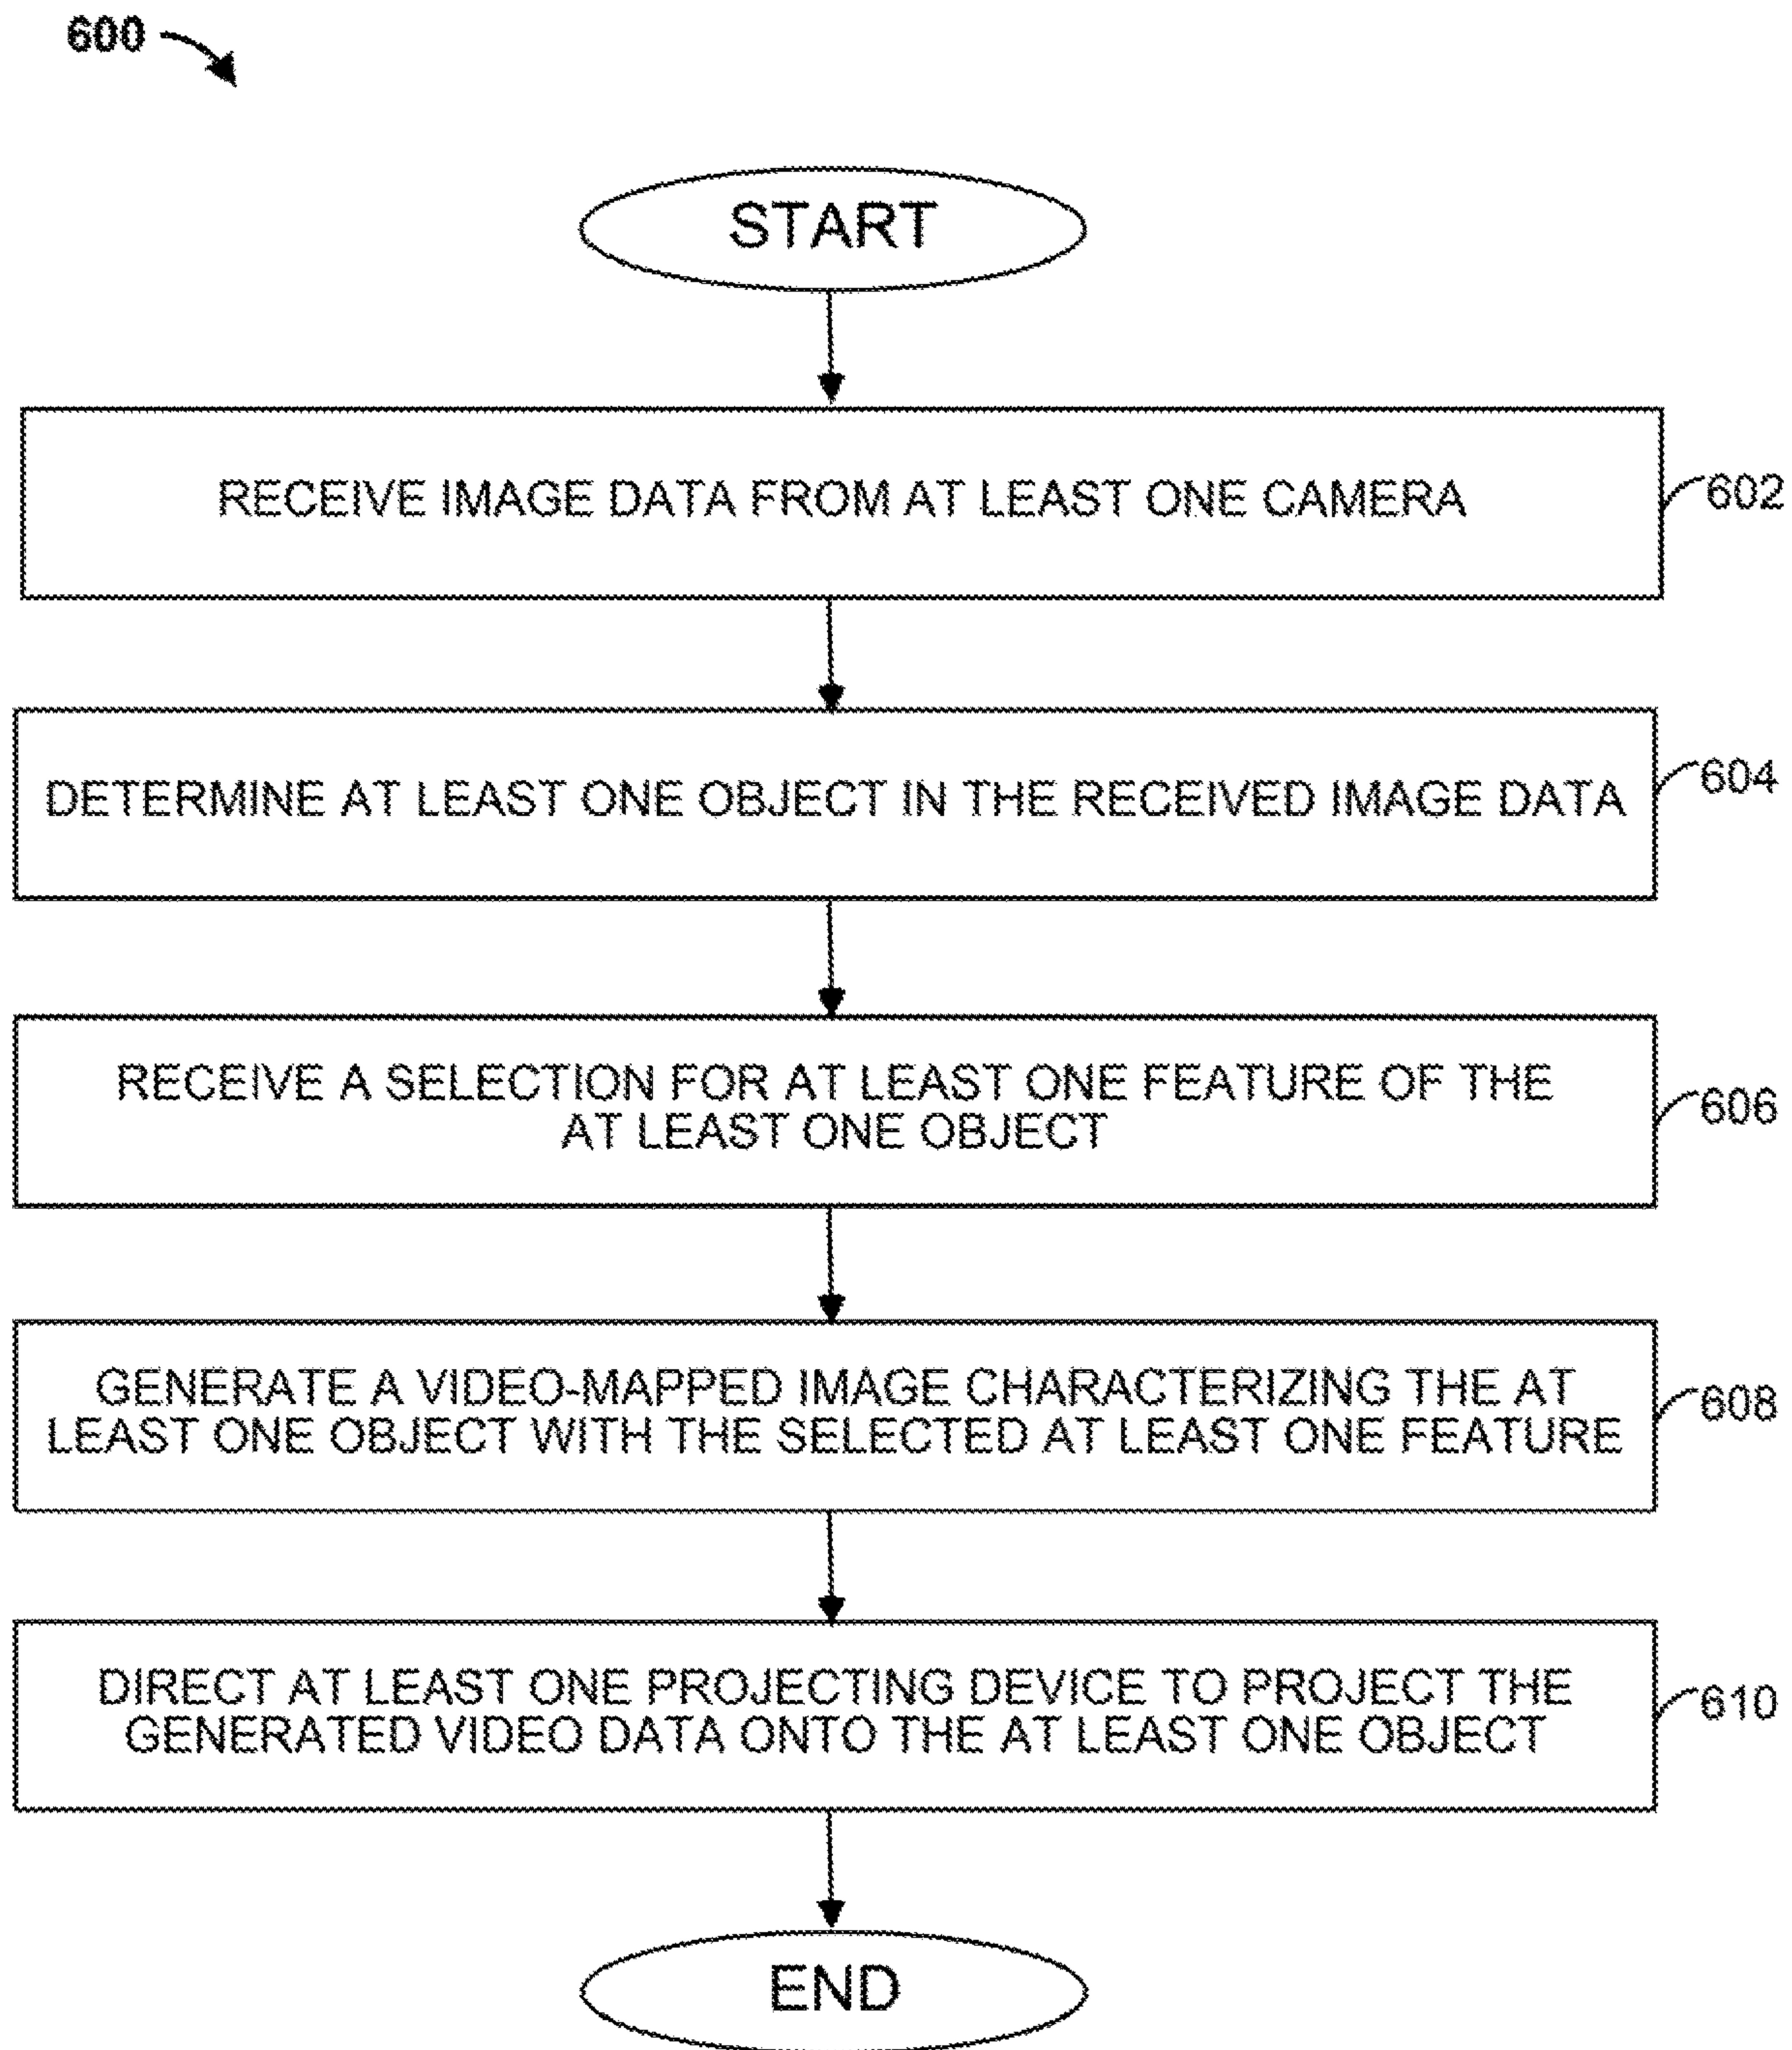 600
START
RECEIVE IMAGE DATA FROM AT LEAST ONE CAMERA
602
DETERMINE AT LEAST ONE OBJECT IN THE RECEIVED IMAGE DATA
604
RECEIVE A SELECTION FOR AT LEAST ONE FEATURE OF THE
AT LEAST ONE OBJECT
606
GENERATE A VIDEO-MAPPED IMAGE CHARACTERIZING THE AT
LEAST ONE OBJECT WITH THE SELECTED AT LEAST ONE FEATURE
608
DIRECT AT LEAST ONE PROJECTING DEVICE TO PROJECT THE
GENERATED VIDEO DATA ONTO THE AT LEAST ONE OBJECT
610
END